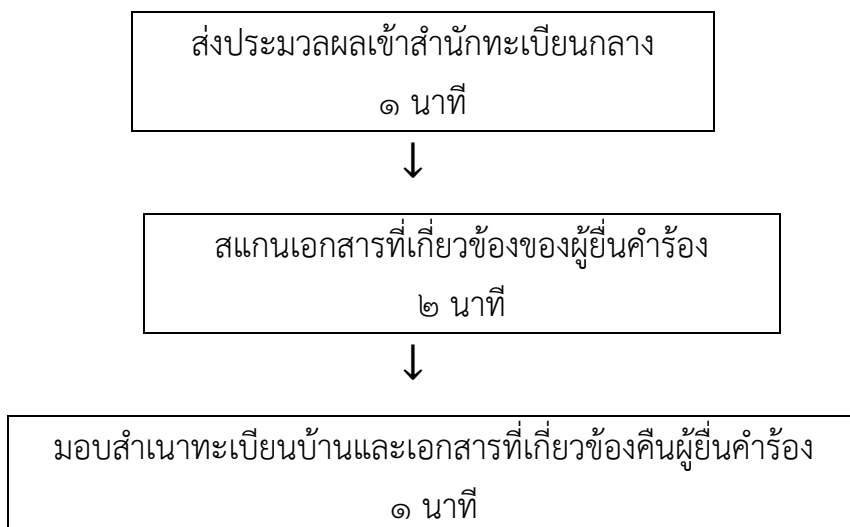 ส่งประมวลผลเข้าสำนักทะเบียนกลาง
๑ นาที
สแกนเอกสารที่เกี่ยวข้องของผู้ยื่นคำร้อง
๒ นาที
มอบสำเนาทะเบียนบ้านและเอกสารที่เกี่ยวข้องคืนผู้ยื่นคำร้อง
๑ นาที